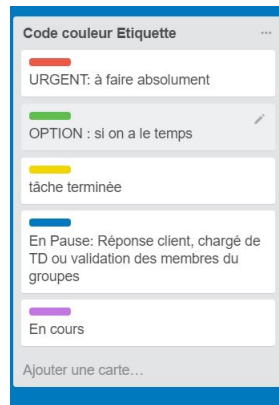 Code couleur Etiquette
URGENT: à faire absolument
OPTION : si on a le temps
tâche terminée
En Pause: Réponse client, chargé de
TD ou validation des membres du
groupes
En cours
Ajouter une carte…